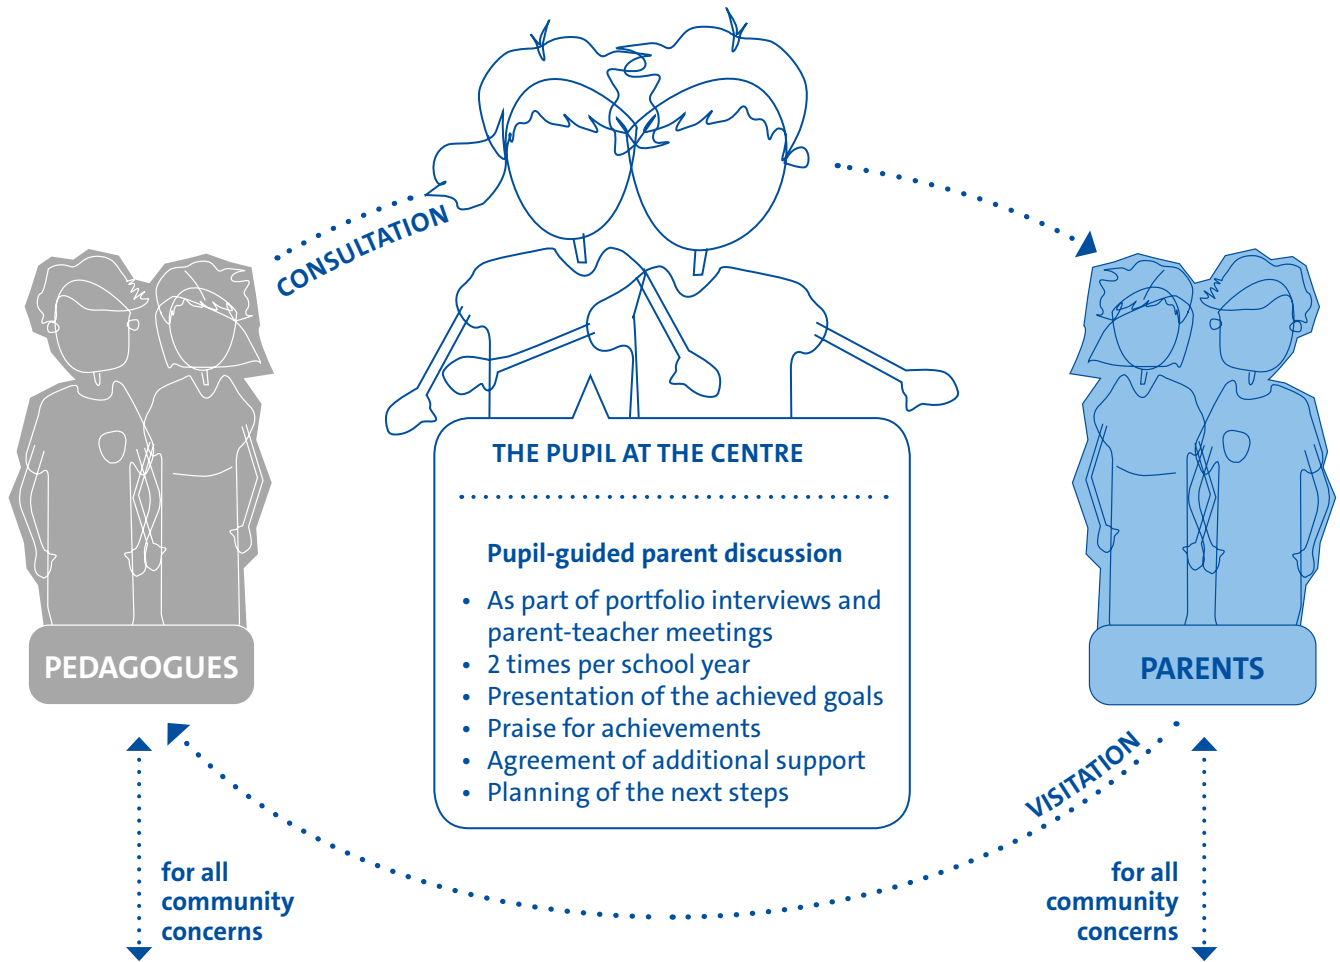 CONSULTATION
THE PUPIL AT THE CENTRE
Pupil-guided parent discussion
• As part of portfolio interviews and
parent-teacher meetings
• 2 times per school year
• Presentation of the achieved goals
• Praise for achievements
• Agreement of additional support
• Planning of the next steps
PEDAGOGUES
PARENTS
VISITATION
for all
community
concerns
for all
community
concerns